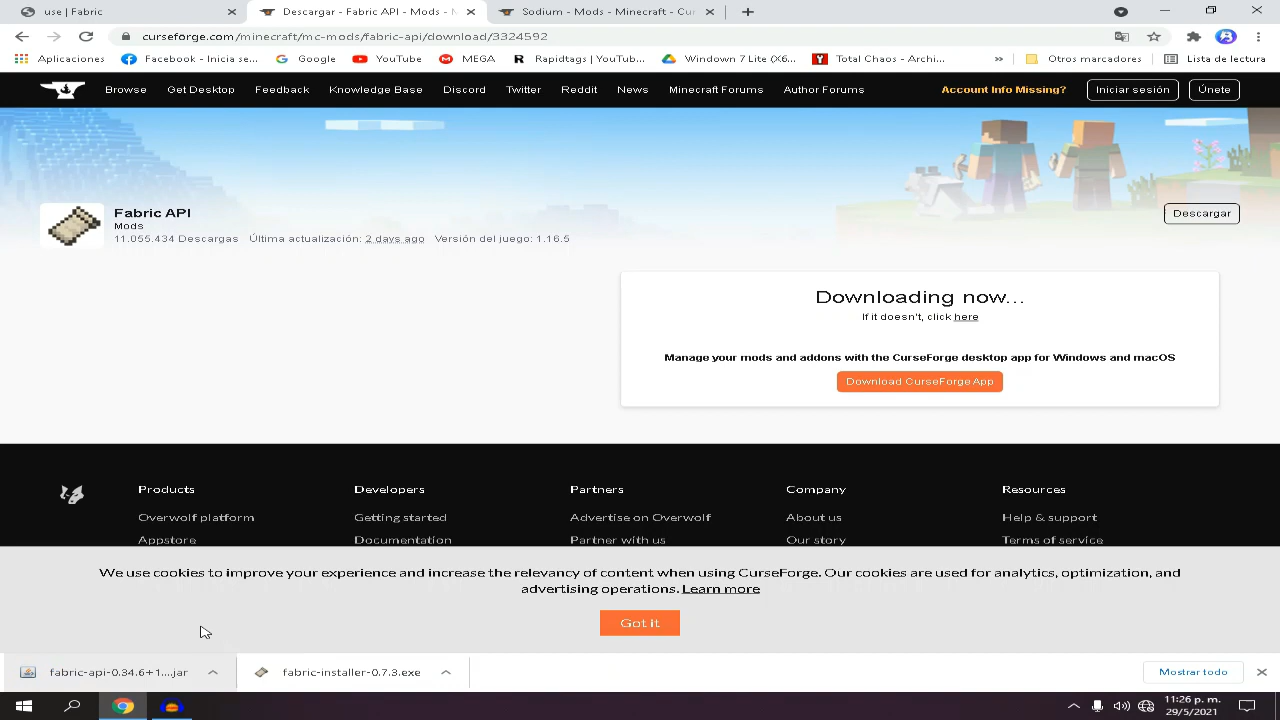 use | Fabric
Descargar - Fabric API - Mods - M
Sodium - Mods - Minecraft - Cur
curseforge.com/minecraft/mc-mods/fabric-api/download/3324592
Aplicaciones
Facebook - Inicia se...
Google
YouTube
MEGA
Rapidtags | YouTub...
Windown 7 Lite (X6...
Total Chaos - Archi...
»
Otros marcadores
Lista de lectura
Browse
Get Desktop
Feedback
Knowledge Base
Discord
Twitter
Reddit
News
Minecraft Forums
Author Forums
Account Info Missing?
Iniciar sesión
Únete
Fabric API
Mods
11.055.434 Descargas Última actualización: 2 days ago Versión del juego: 1.16.5
Descargar
Downloading now...
If it doesn't, click here
Manage your mods and addons with the CurseForge desktop app for Windows and macOS
Download CurseForge App
Products
Developers
Partners
Company
Resources
Overwolf platform
Getting started
Advertise on Overwolf
About us
Help & support
Appstore
Documentation
Partner with us
Our story
Terms of service
We use cookies to improve your experience and increase the relevancy of content when using CurseForge. Our cookies are used for analytics, optimization, and
advertising operations. Learn more
Got it
fabric-api-0.34.6+1....jar
fabric-installer-0.7.3.exe
Mostrar todo
11:26 p. m.
29/5/2021